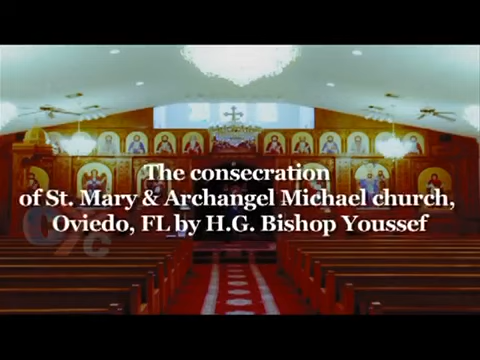 The consecration
of St. Mary & Archangel Michael church,
Oviedo, FL by H.G. Bishop Youssef